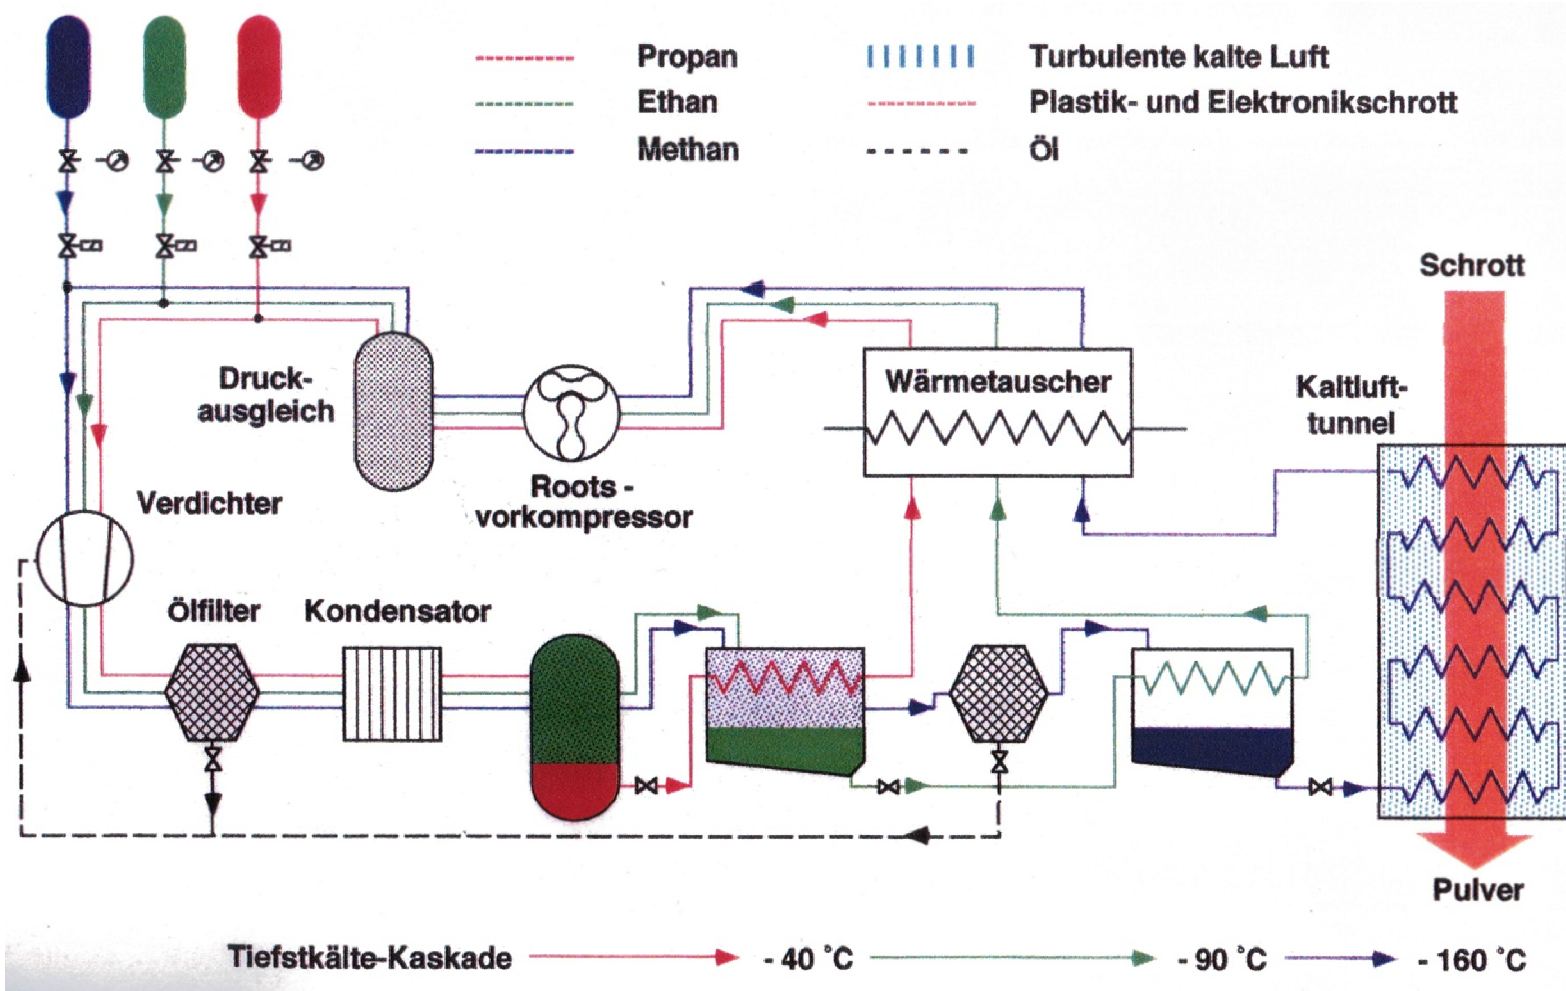 Propan
Ethan
Methan
Turbulente kalte Luft
Plastik- und Elektronikschrott
Öl
Schrott
Druck-
ausgleich
Wärmetauscher
Kaltluft-
tunnel
Verdichter
Roots -
vorkompressor
Ölfilter
Kondensator
Pulver
Tiefstkälte-Kaskade
- 40 °C
- 90 °C
- 160 °C